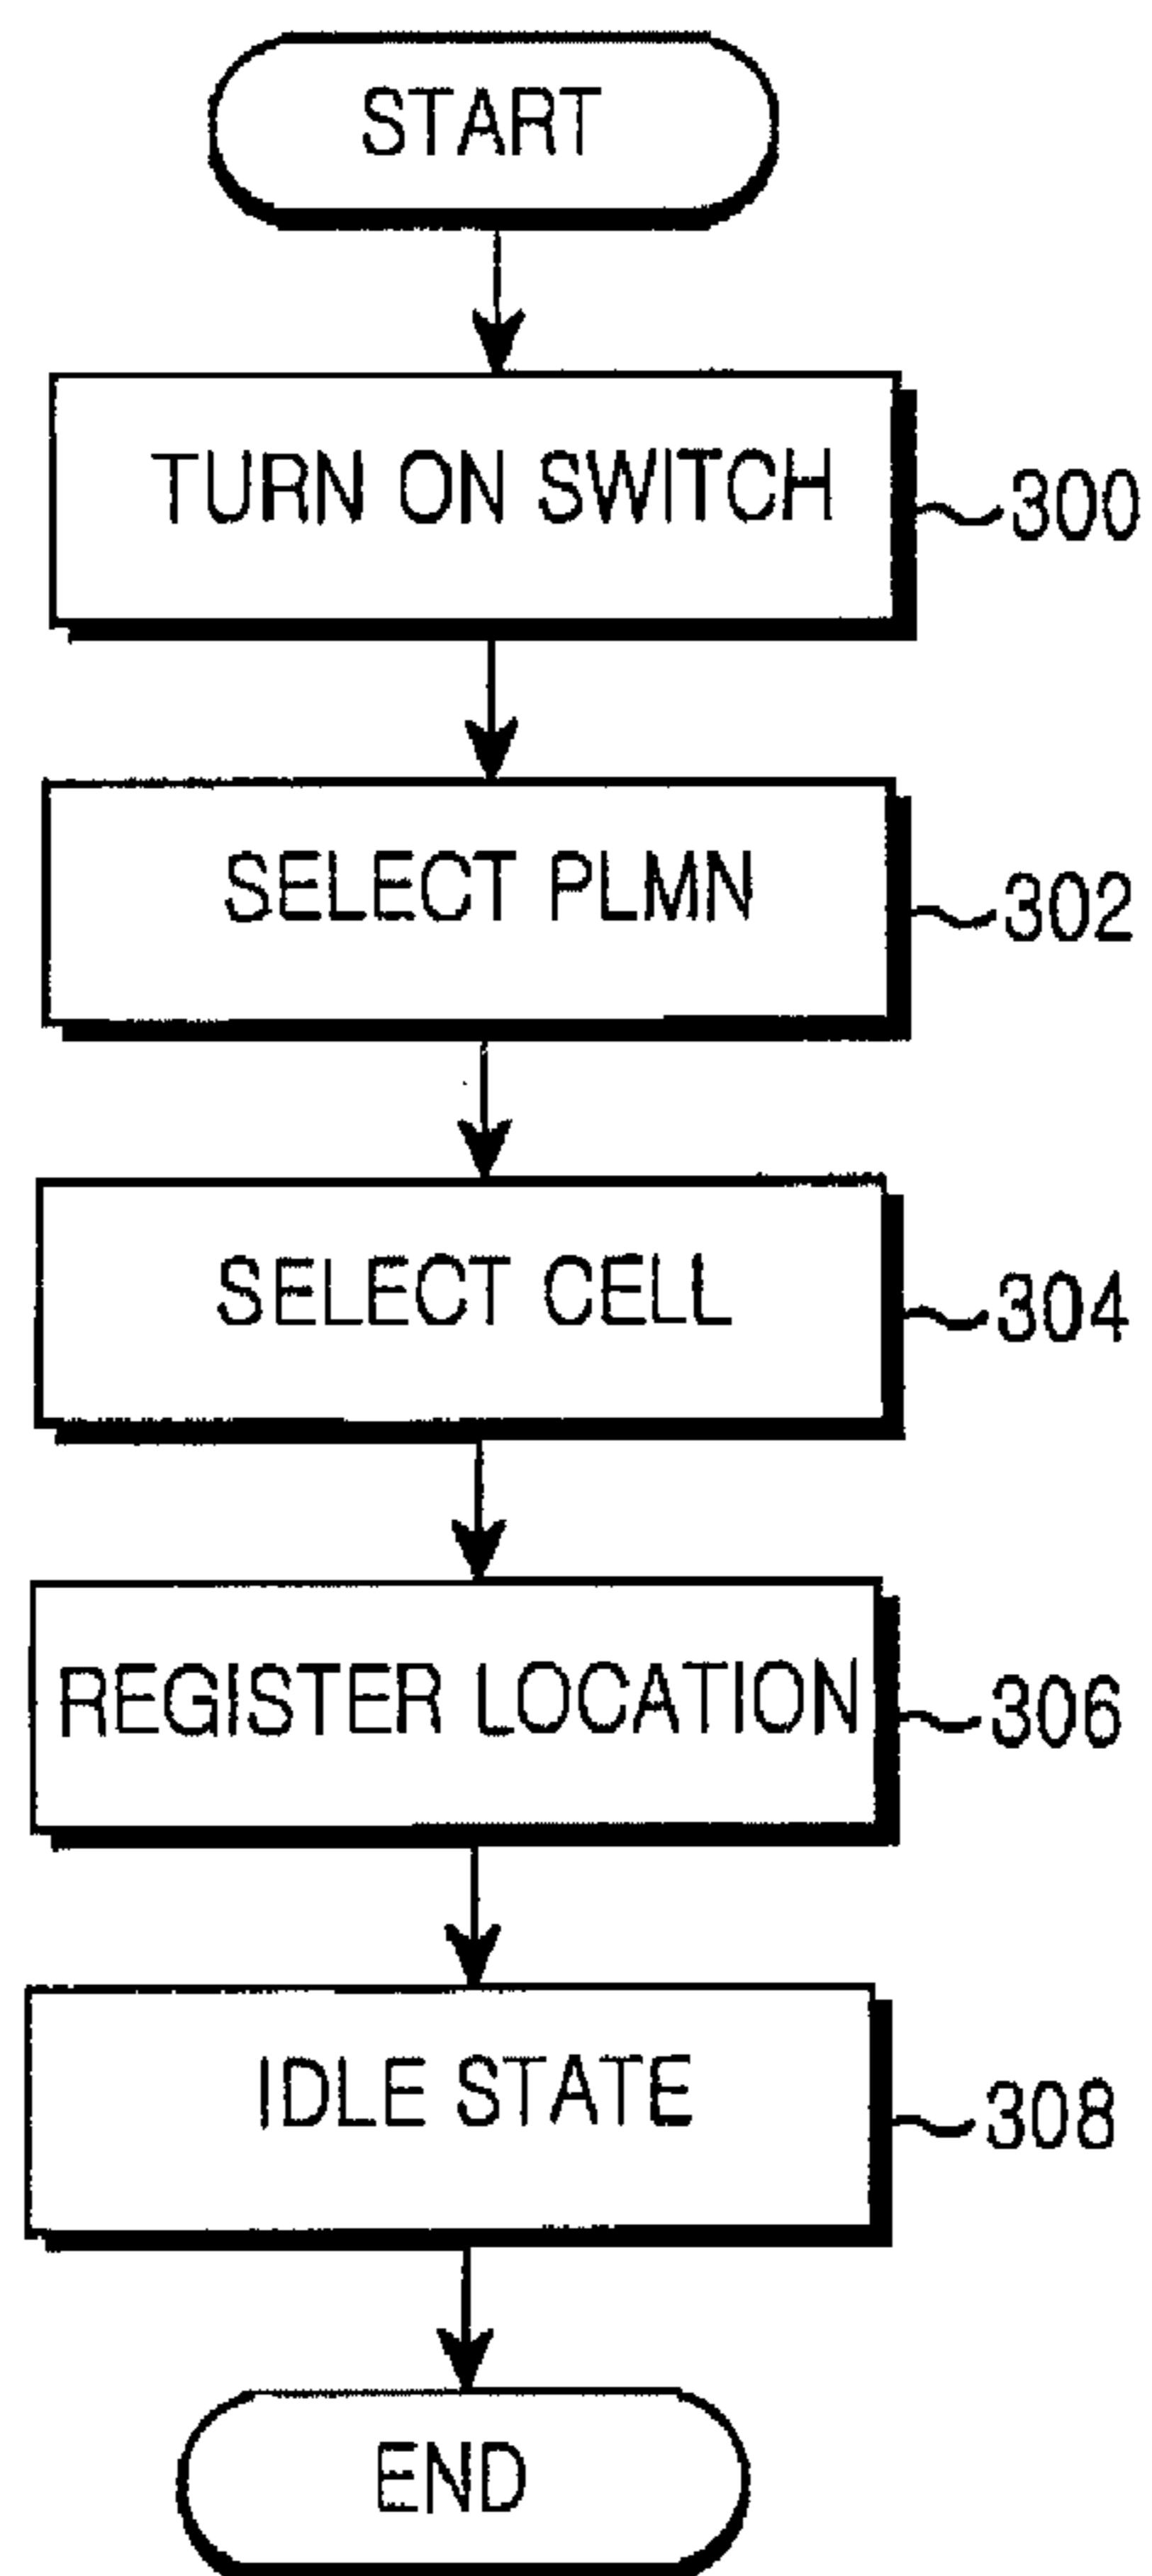 START
TURN ON SWITCH
300
SELECT PLMN
302
SELECT CELL
304
REGISTER LOCATION
306
IDLE STATE
308
END